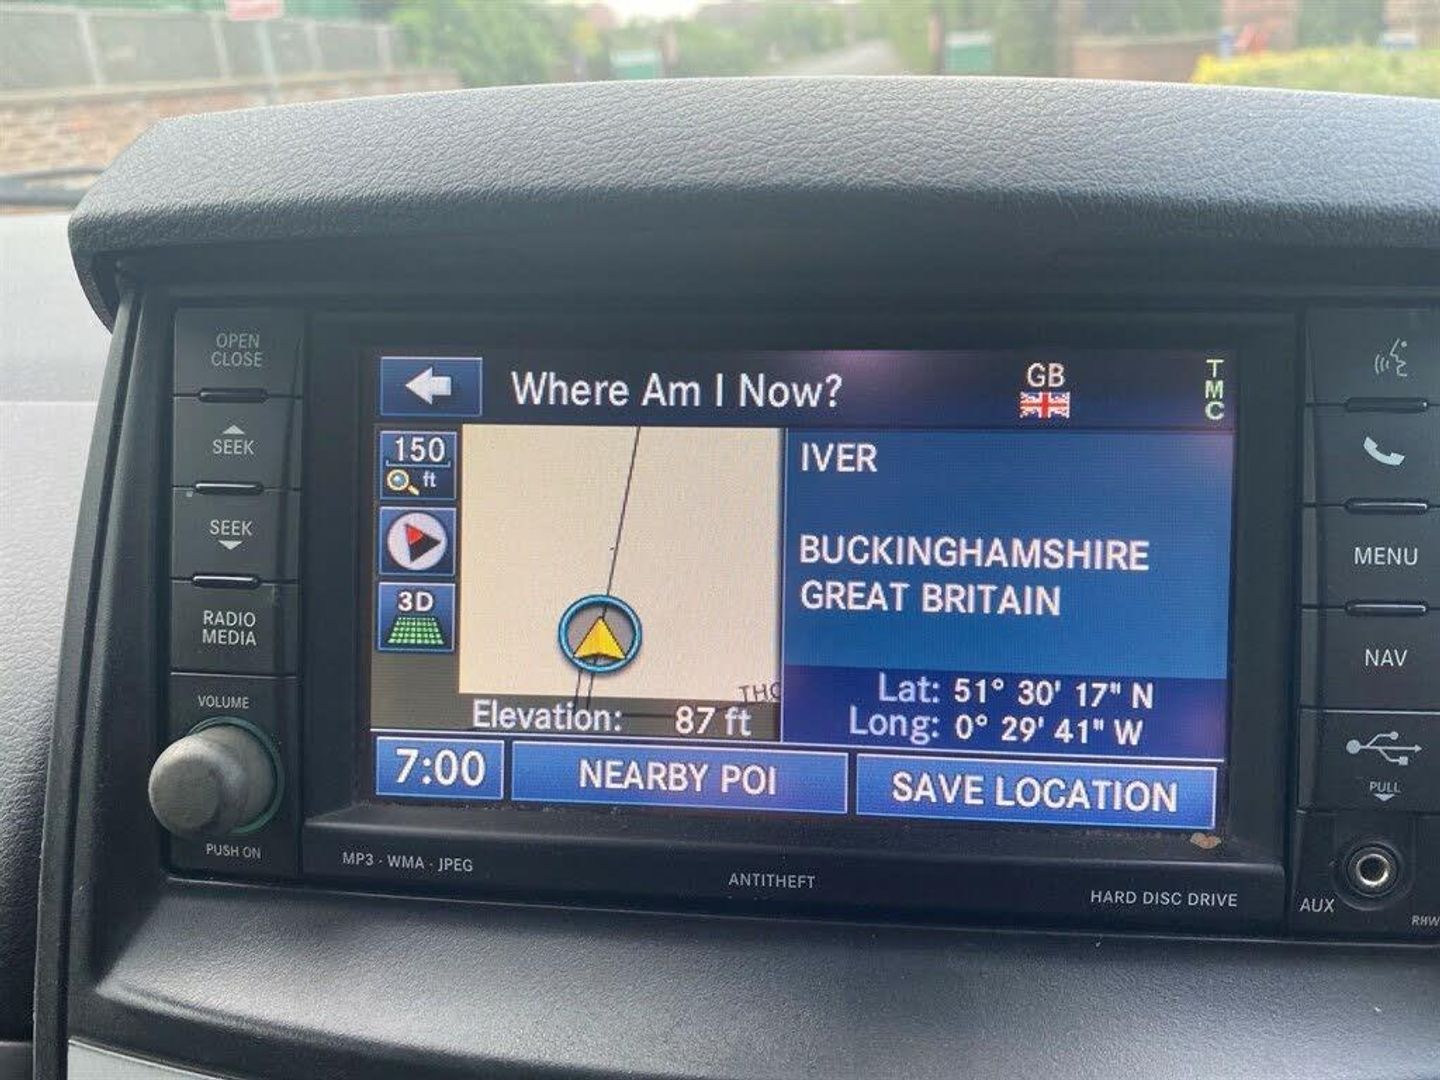 OPEN
CLOSE
SEEK
SEEK
RADIO
MEDIA
VOLUME
PUSH ON
Where Am I Now?
GB
TMC
150
ft
3D
IVER
BUCKINGHAMSHIRE
GREAT BRITAIN
THO
Elevation: 87 ft
Lat: 51° 30' 17" N
Long: 0° 29' 41" W
7:00
NEARBY POI
SAVE LOCATION
MENU
NAV
PULL
MP3 · WMA · JPEG
ANTITHEFT
HARD DISC DRIVE
AUX
RHW